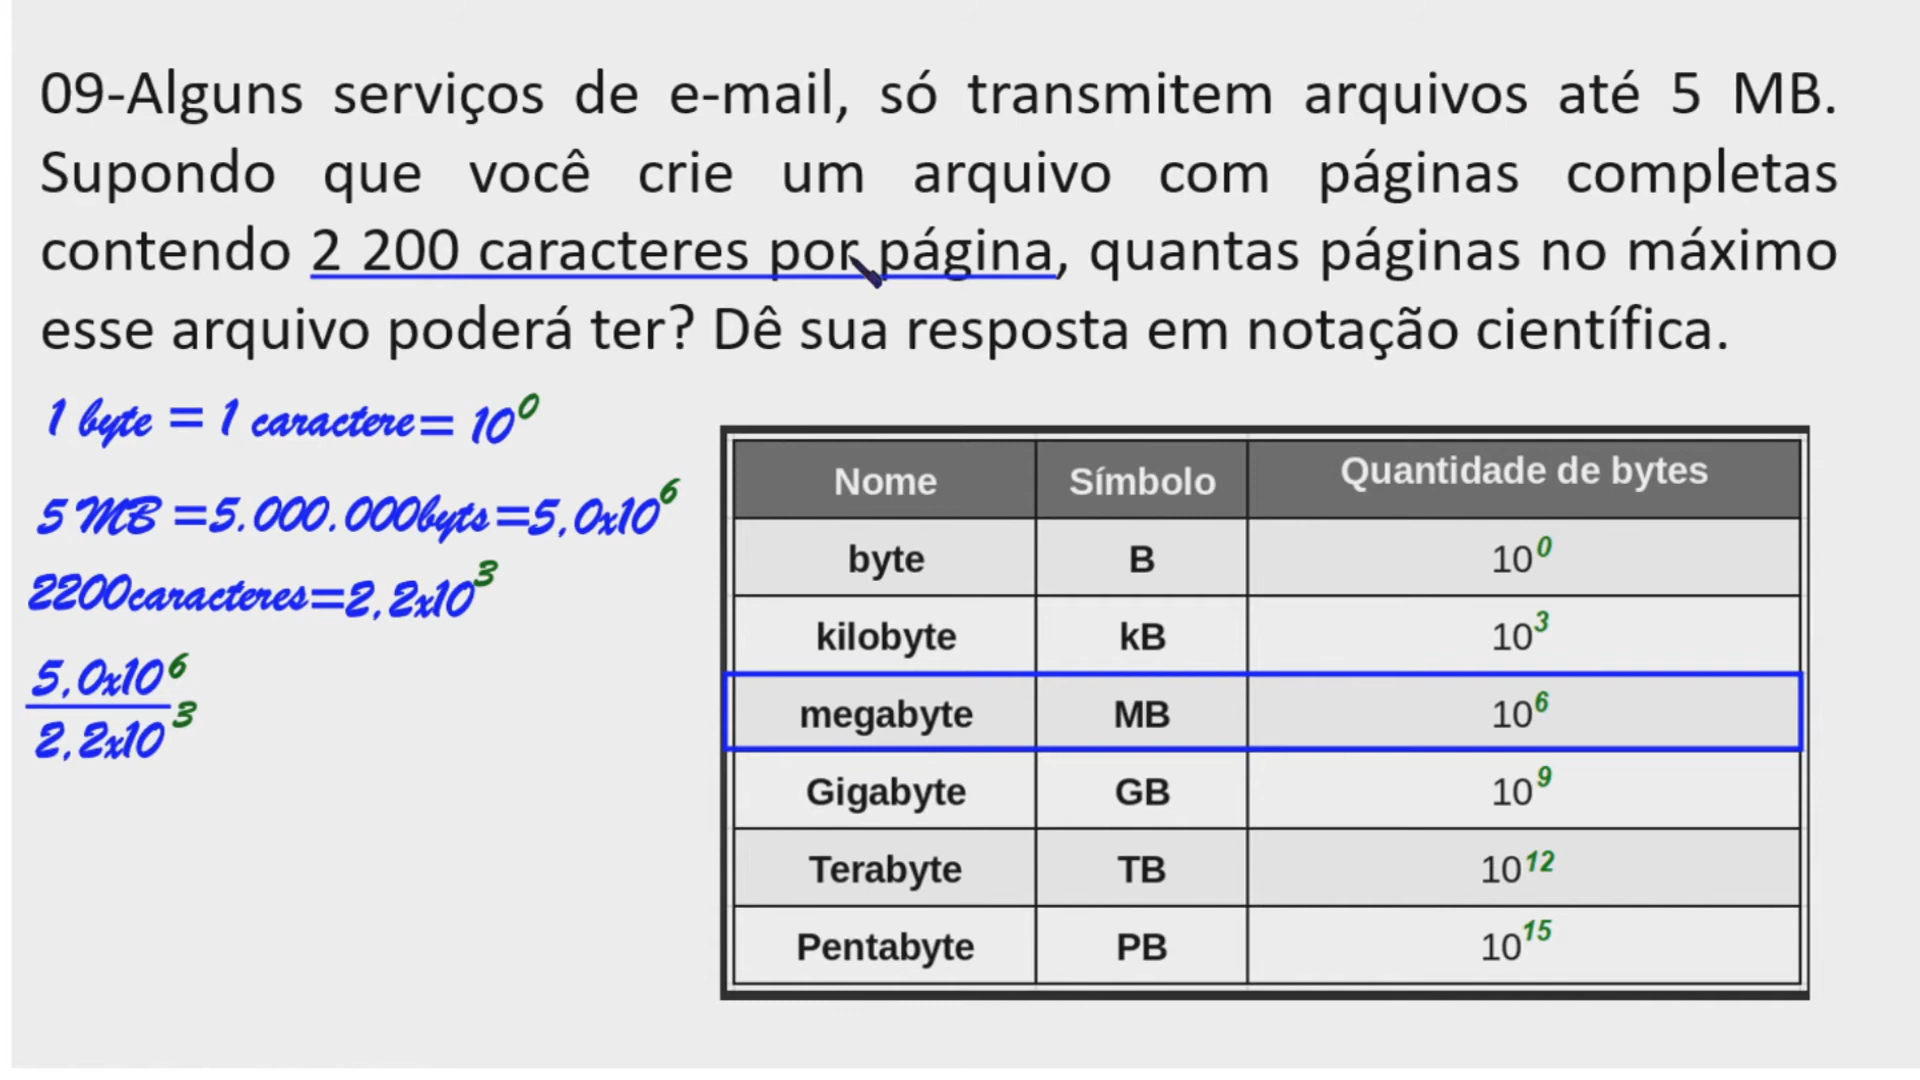 09-Alguns serviços de e-mail, só transmitem arquivos até 5 MB.
Supondo que você crie um arquivo com páginas completas
contendo 2 200 caracteres por página, quantas páginas no máximo
esse arquivo poderá ter? Dê sua resposta em notação científica.
1 byte = 1 caractere = 10⁰
5 MB =5.000.000byts=5,0x10⁶
2200caracteres=2,2x10³
5,0x10⁶
2,2x10³
Nome Símbolo Quantidade de bytes
byte B 10⁰
kilobyte kB 10³
megabyte MB 10⁶
Gigabyte GB 10⁹
Terabyte TB 10¹²
Pentabyte PB 10¹⁵